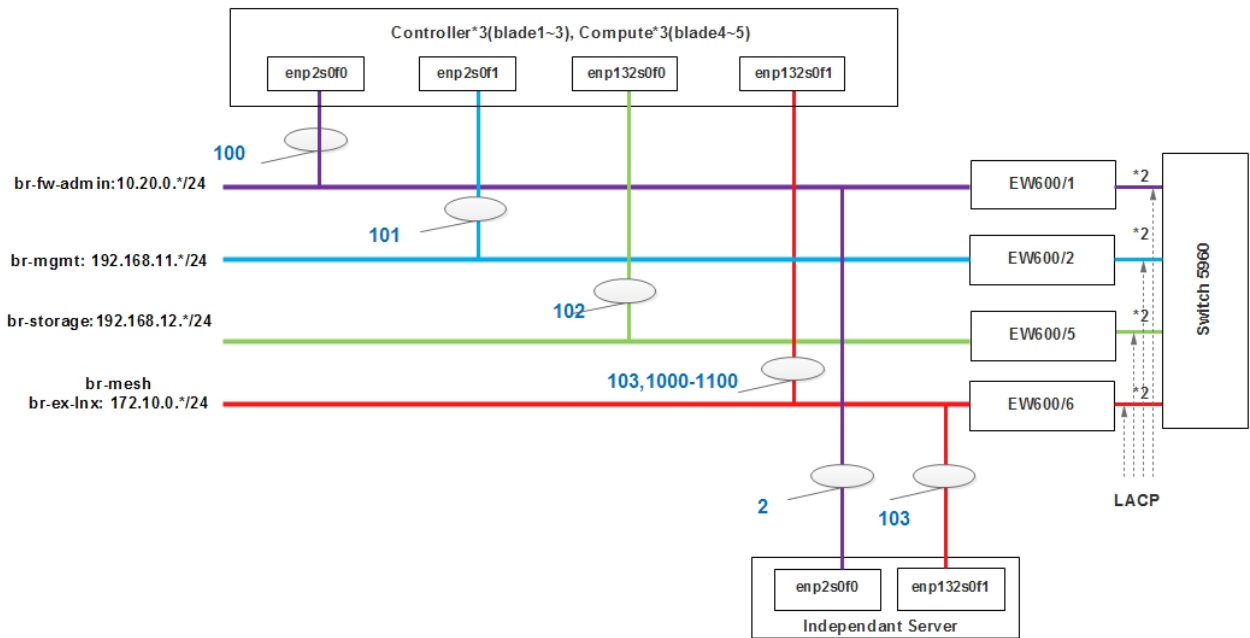 Controller*3(blade1~3), Compute*3(blade4~5)
enp2s0f0
enp2s0f1
enp132s0f0
enp132s0f1
100
br-fw-admin:10.20.0.*/24
EW600/1
*2
101
br-mgmt: 192.168.11.*/24
EW600/2
*2
Switch 5960
102
br-storage:192.168.12.*/24
EW600/5
*2
br-mesh
br-ex-lnx: 172.10.0.*/24
103,1000-1100
EW600/6
*2
2
103
LACP
enp2s0f0
enp132s0f1
Independant Server